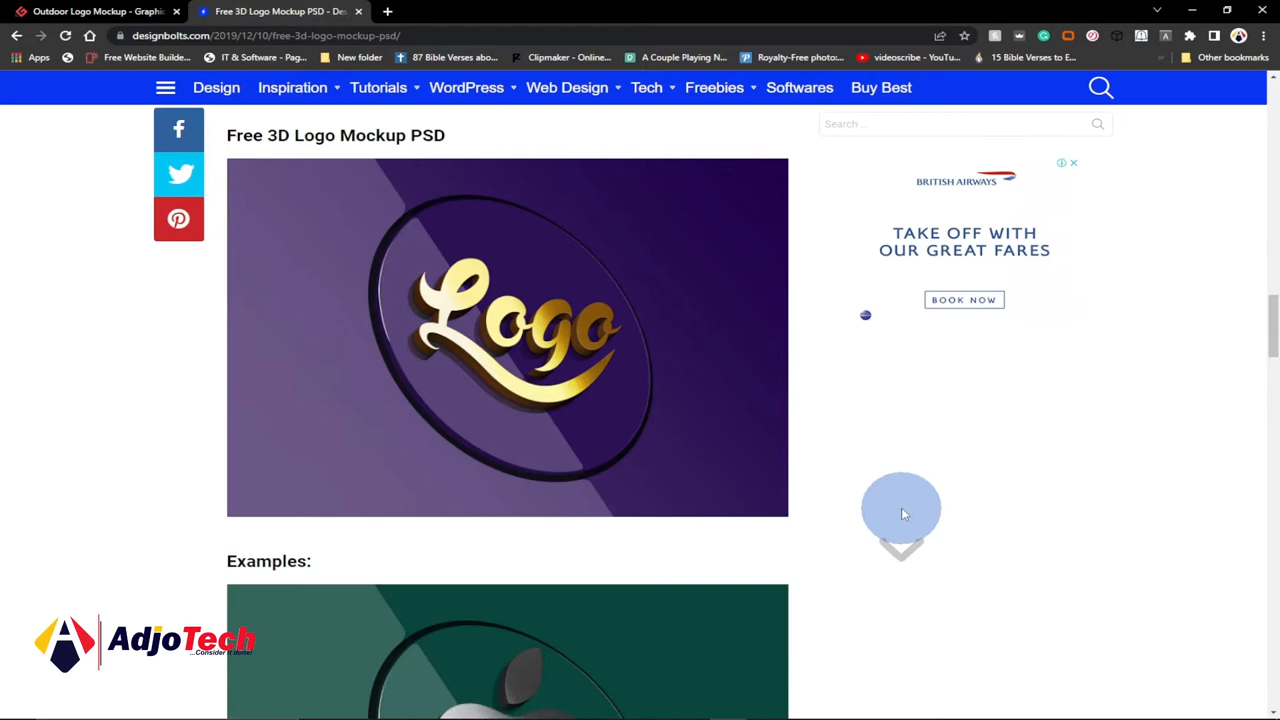 Outdoor Logo Mockup - Graphic
Free 3D Logo Mockup PSD - Des
designbolts.com/2019/12/10/free-3d-logo-mockup-psd/
Apps
Free Website Builde...
IT & Software - Pag...
New folder
87 Bible Verses abo...
Clipmaker - Online...
A Couple Playing N...
Royalty-Free photo...
videoscribe - YouTu...
15 Bible Verses to E...
Other bookmarks
Design
Inspiration
Tutorials
WordPress
Web Design
Tech
Freebies
Softwares
Buy Best
Free 3D Logo Mockup PSD
Search ..
Logo
BRITISH AIRWAYS
TAKE OFF WITH
OUR GREAT FARES
BOOK NOW
Examples:
AdjoTech
...Consider it done!